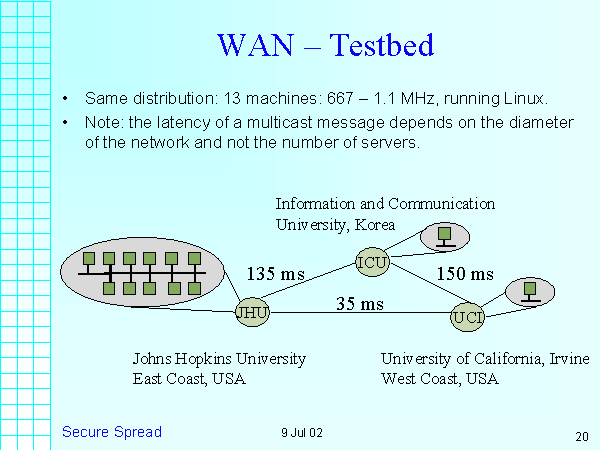 WAN – Testbed
• Same distribution: 13 machines: 667 – 1.1 MHz, running Linux.
• Note: the latency of a multicast message depends on the diameter
of the network and not the number of servers.
Information and Communication
University, Korea
ICU
135 ms
150 ms
35 ms
JHU
UCI
Johns Hopkins University
East Coast, USA
University of California, Irvine
West Coast, USA
Secure Spread
9 Jul 02
20